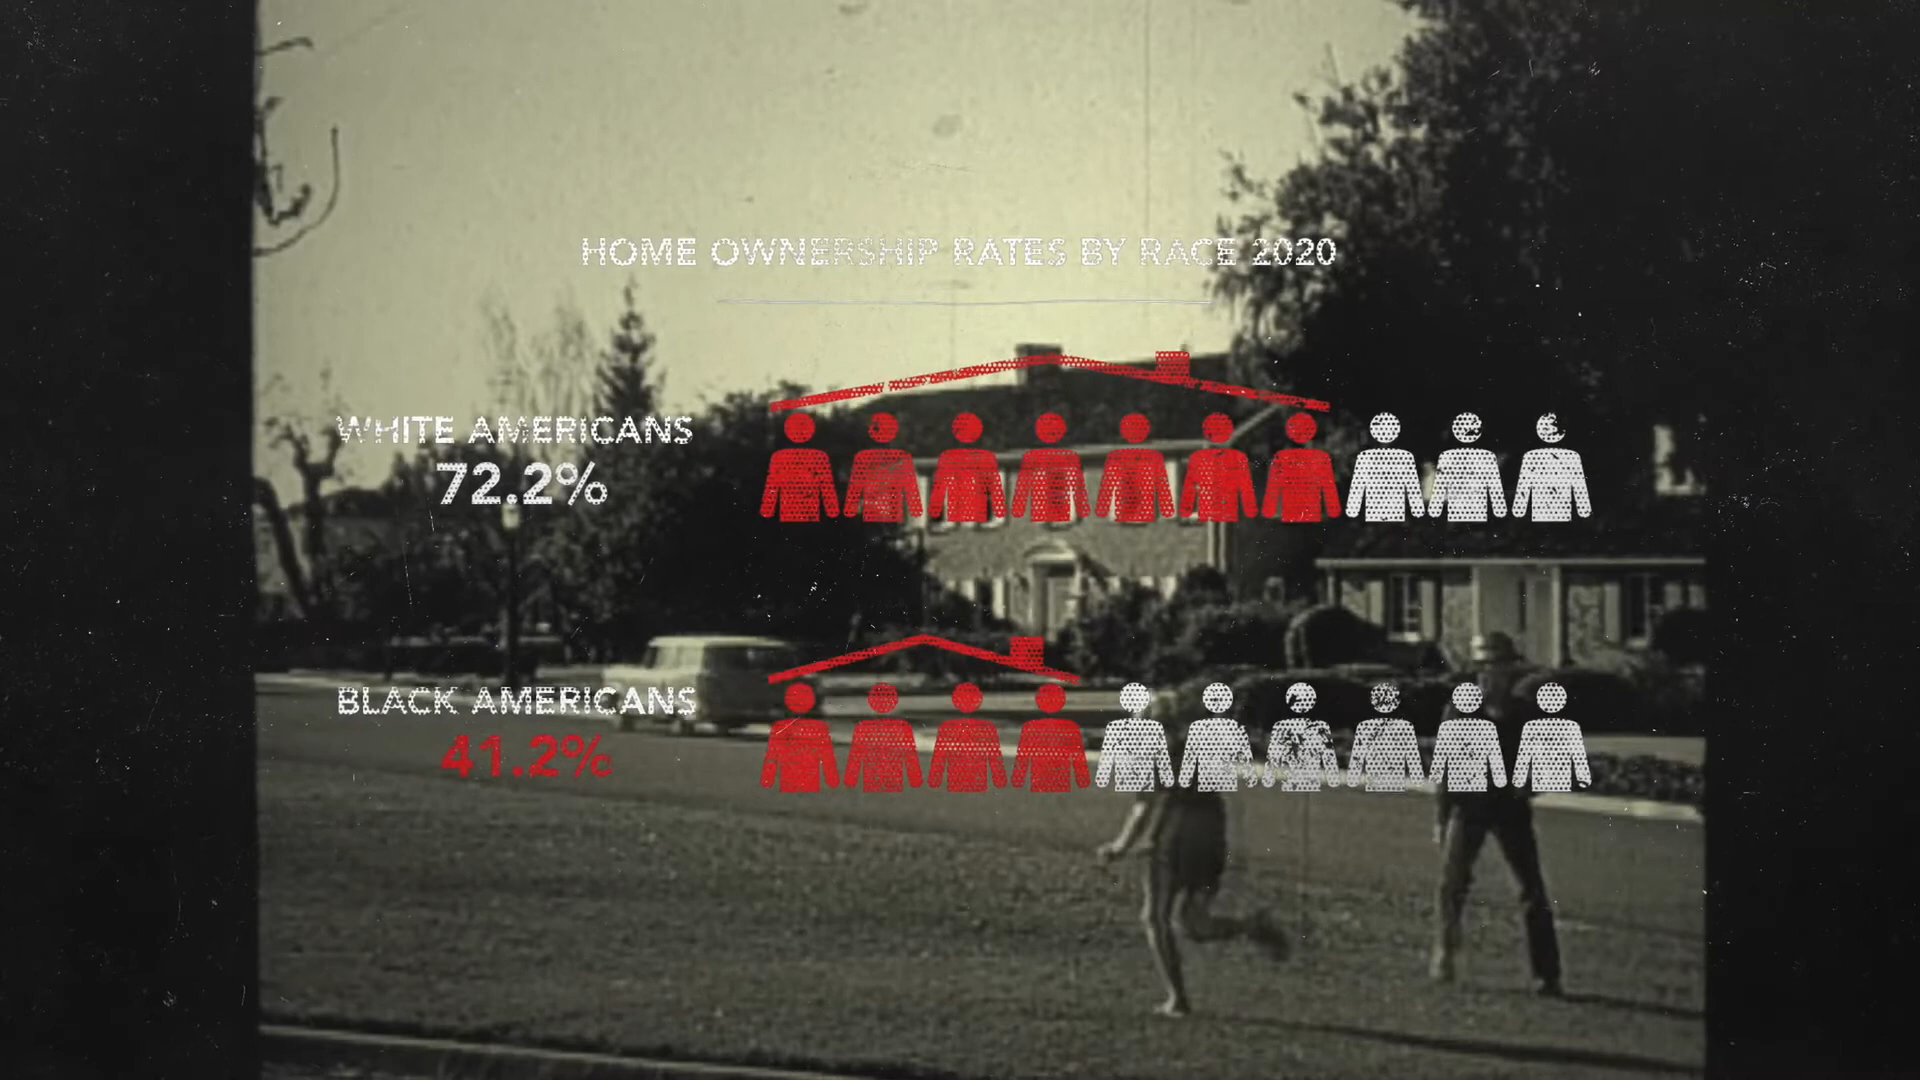 HOME OWNERSHIP RATES BY RACE 2020
WHITE AMERICANS
72.2%
BLACK AMERICANS
41.2%